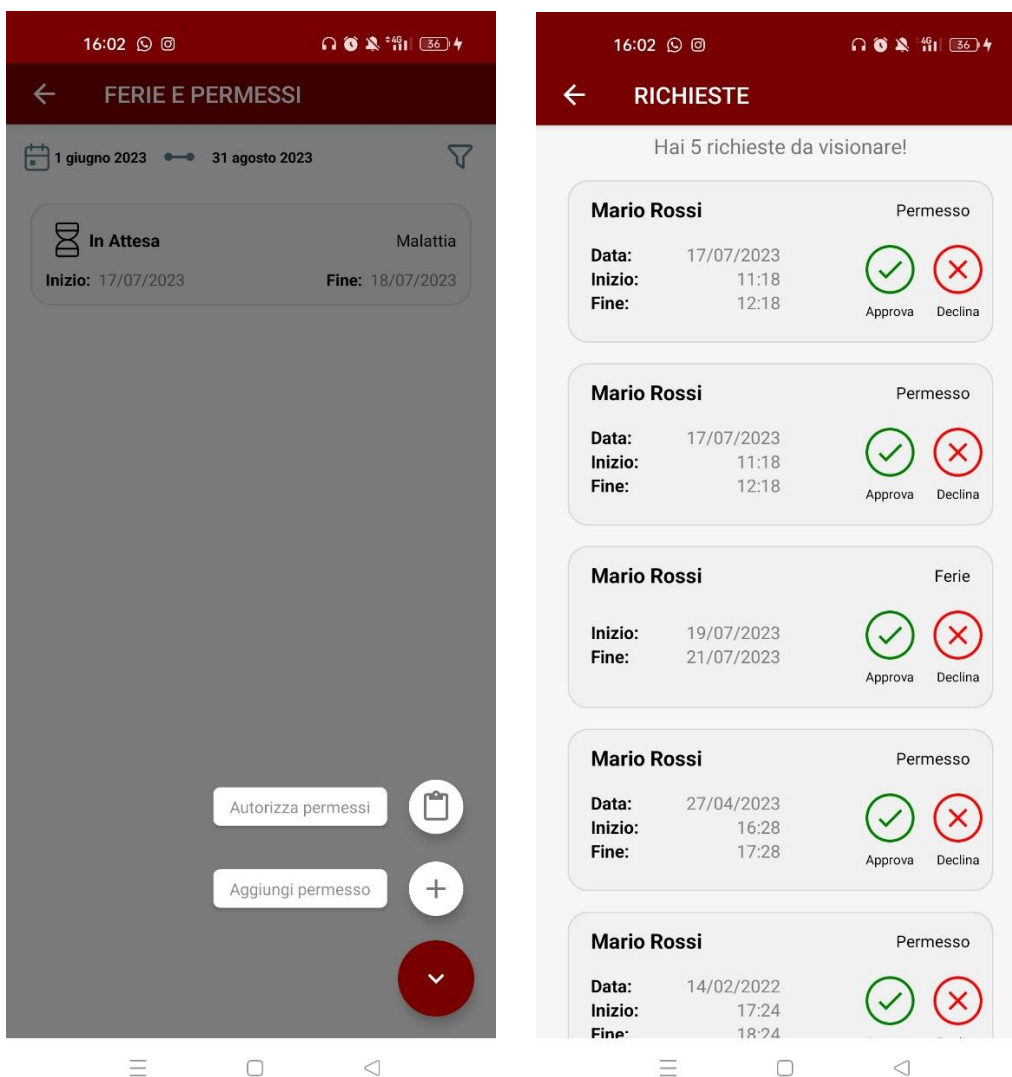 16:02
4G
36
FERIE E PERMESSI
1 giugno 2023
31 agosto 2023
In Attesa
Malattia
Inizio: 17/07/2023
Fine: 18/07/2023
Autorizza permessi
Aggiungi permesso
16:02
4G
36
RICHIESTE
Hai 5 richieste da visionare!
Mario Rossi
Permesso
Data: 17/07/2023
Inizio: 11:18
Fine: 12:18
Approva
Declina
Mario Rossi
Permesso
Data: 17/07/2023
Inizio: 11:18
Fine: 12:18
Approva
Declina
Mario Rossi
Ferie
Inizio: 19/07/2023
Fine: 21/07/2023
Approva
Declina
Mario Rossi
Permesso
Data: 27/04/2023
Inizio: 16:28
Fine: 17:28
Approva
Declina
Mario Rossi
Permesso
Data: 14/02/2022
Inizio: 17:24
Fine: 18:24